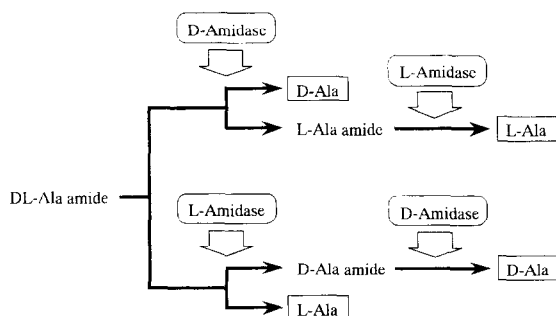 D-Amidase
L-Amidase
D-Ala
L-Ala amide
L-Ala
DL-Ala amide
L-Amidase
D-Amidase
D-Ala amide
D-Ala
L-Ala